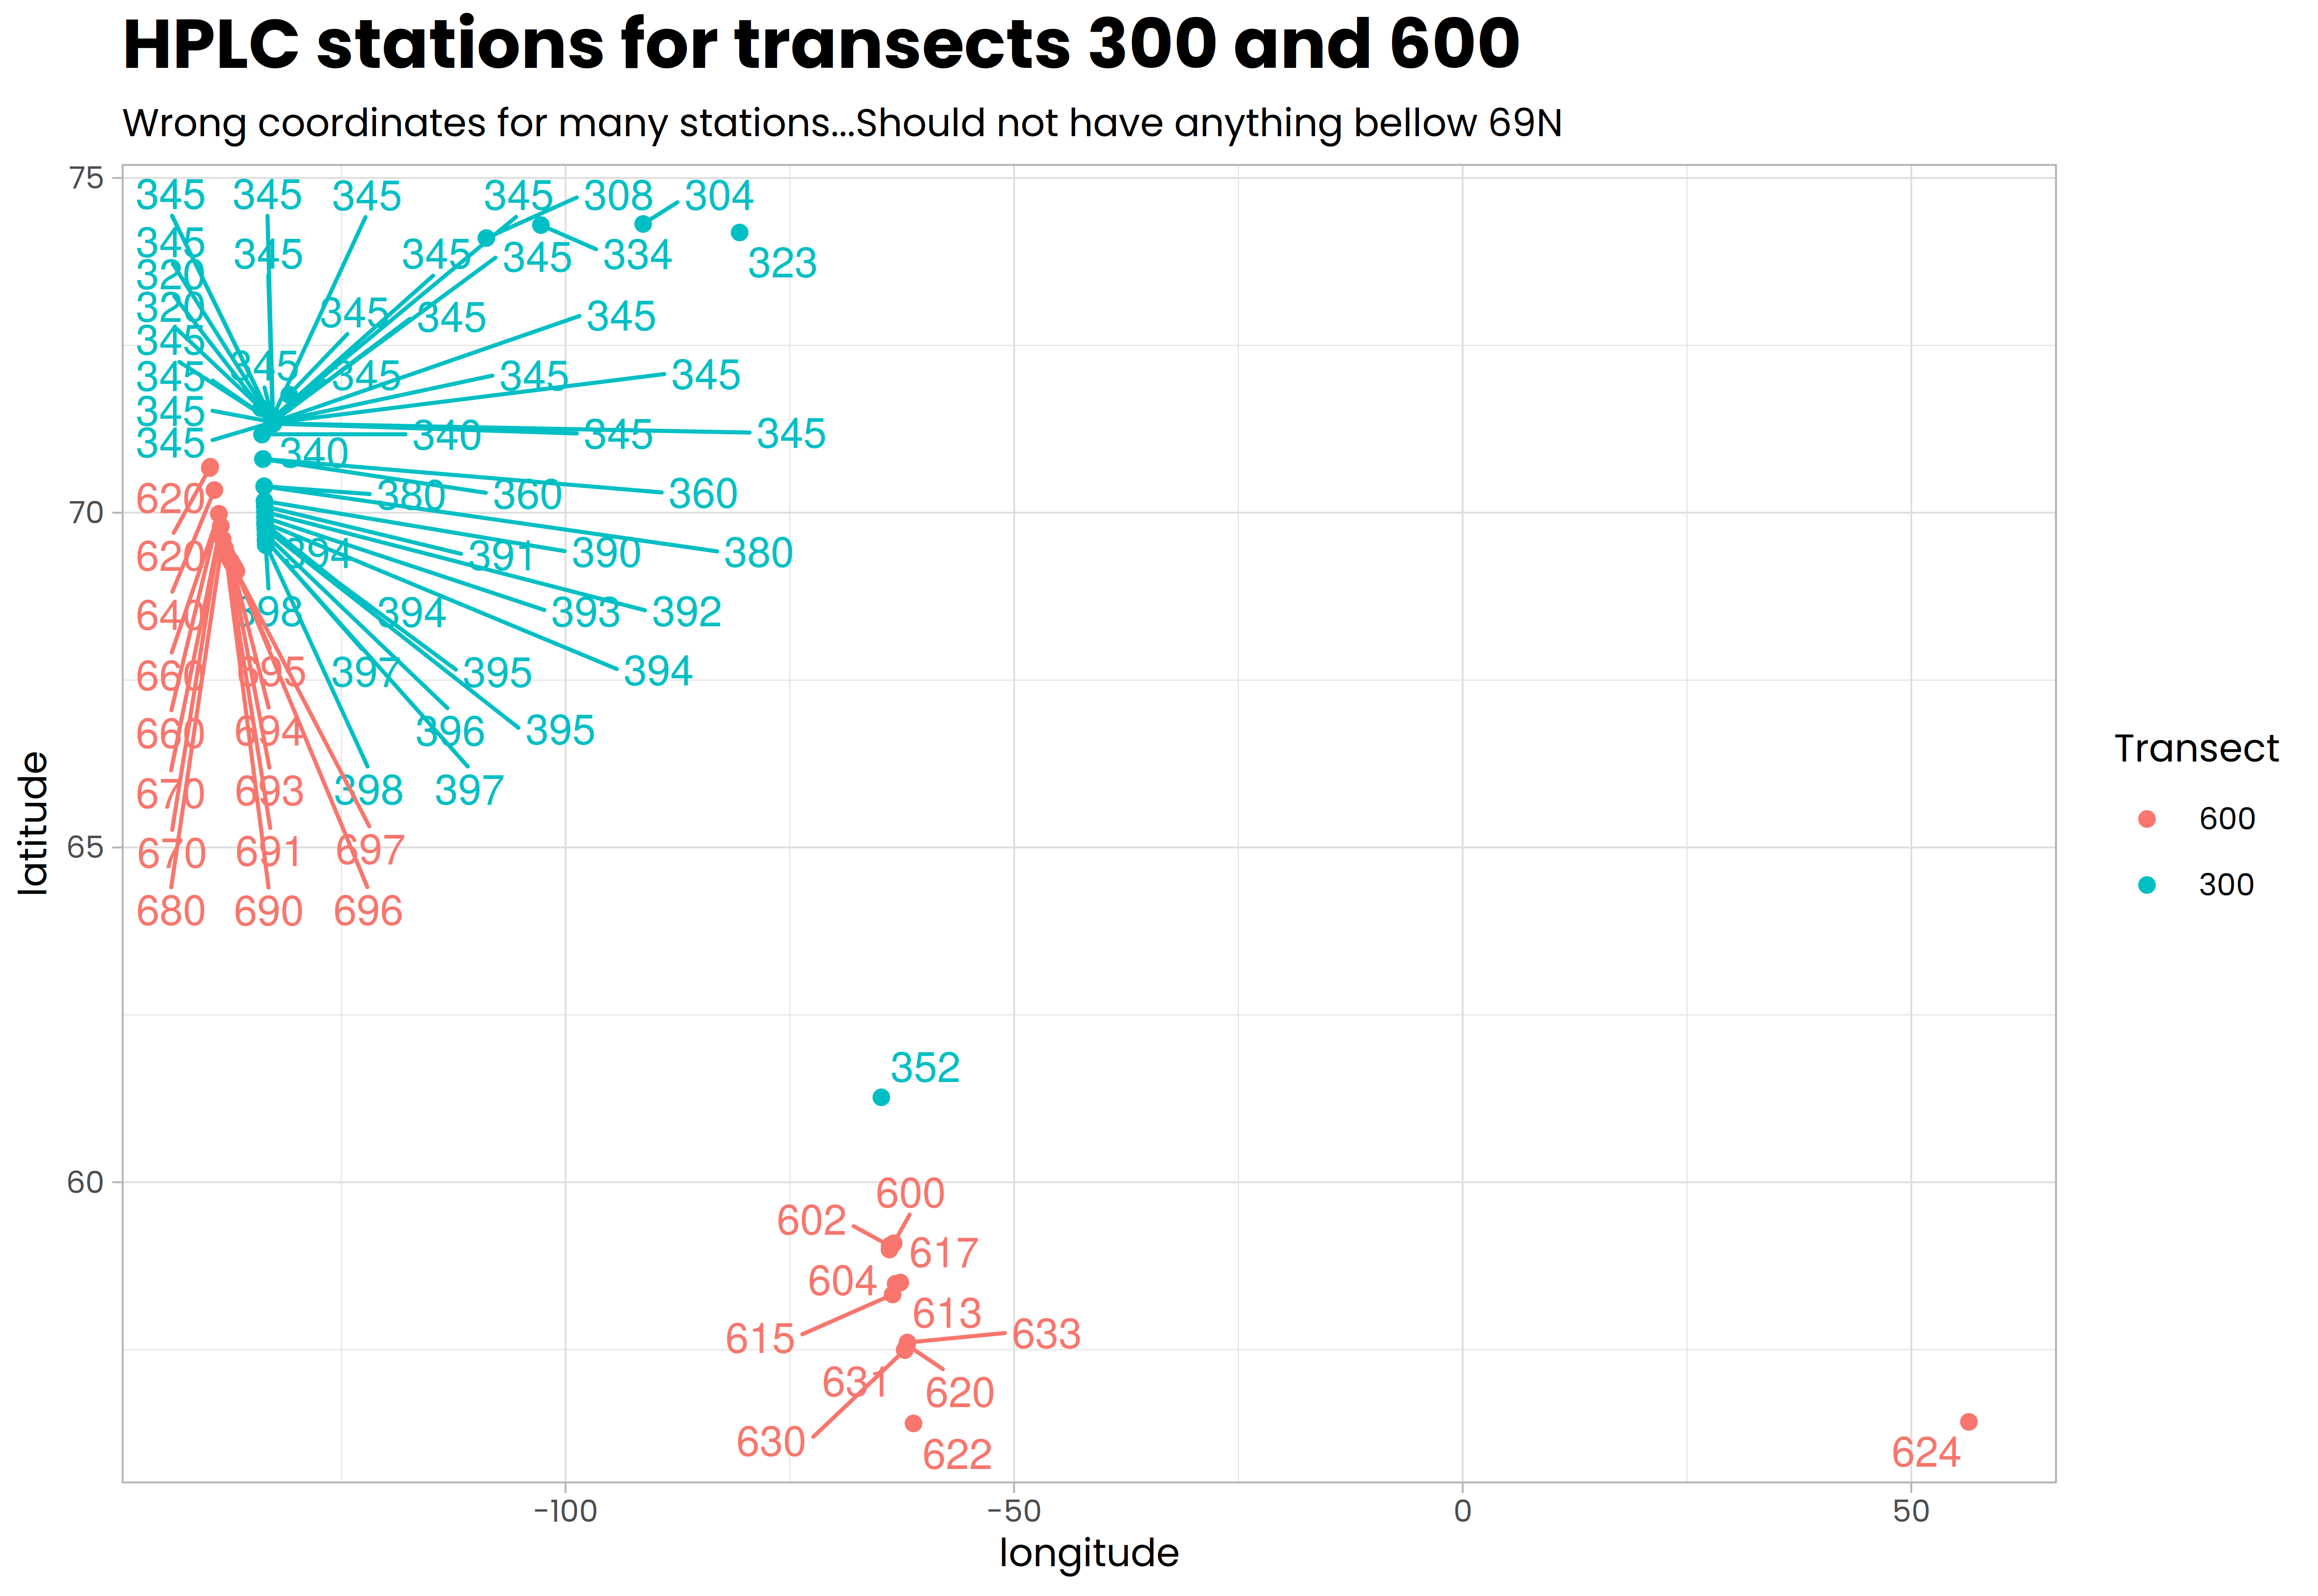 HPLC stations for transects 300 and 600
Wrong coordinates for many stations...Should not have anything bellow 69N
75
345 345 345 345 308 304
345 345 345 345 334 323
320
320 345 345 345
345
345 345 345 345 345
345
345 340 345 345
340
620 380 360 360
70
620 394 391 390 380
640 398 394 393 392
660 695 397 395 394
660 694 396 395
670 693 398 397
latitude
65
670 691 697
680 690 696
Transect
600
300
352
60
600
602
617
604
613
615 633
631 620
630 622 624
-100 -50 0 50
longitude